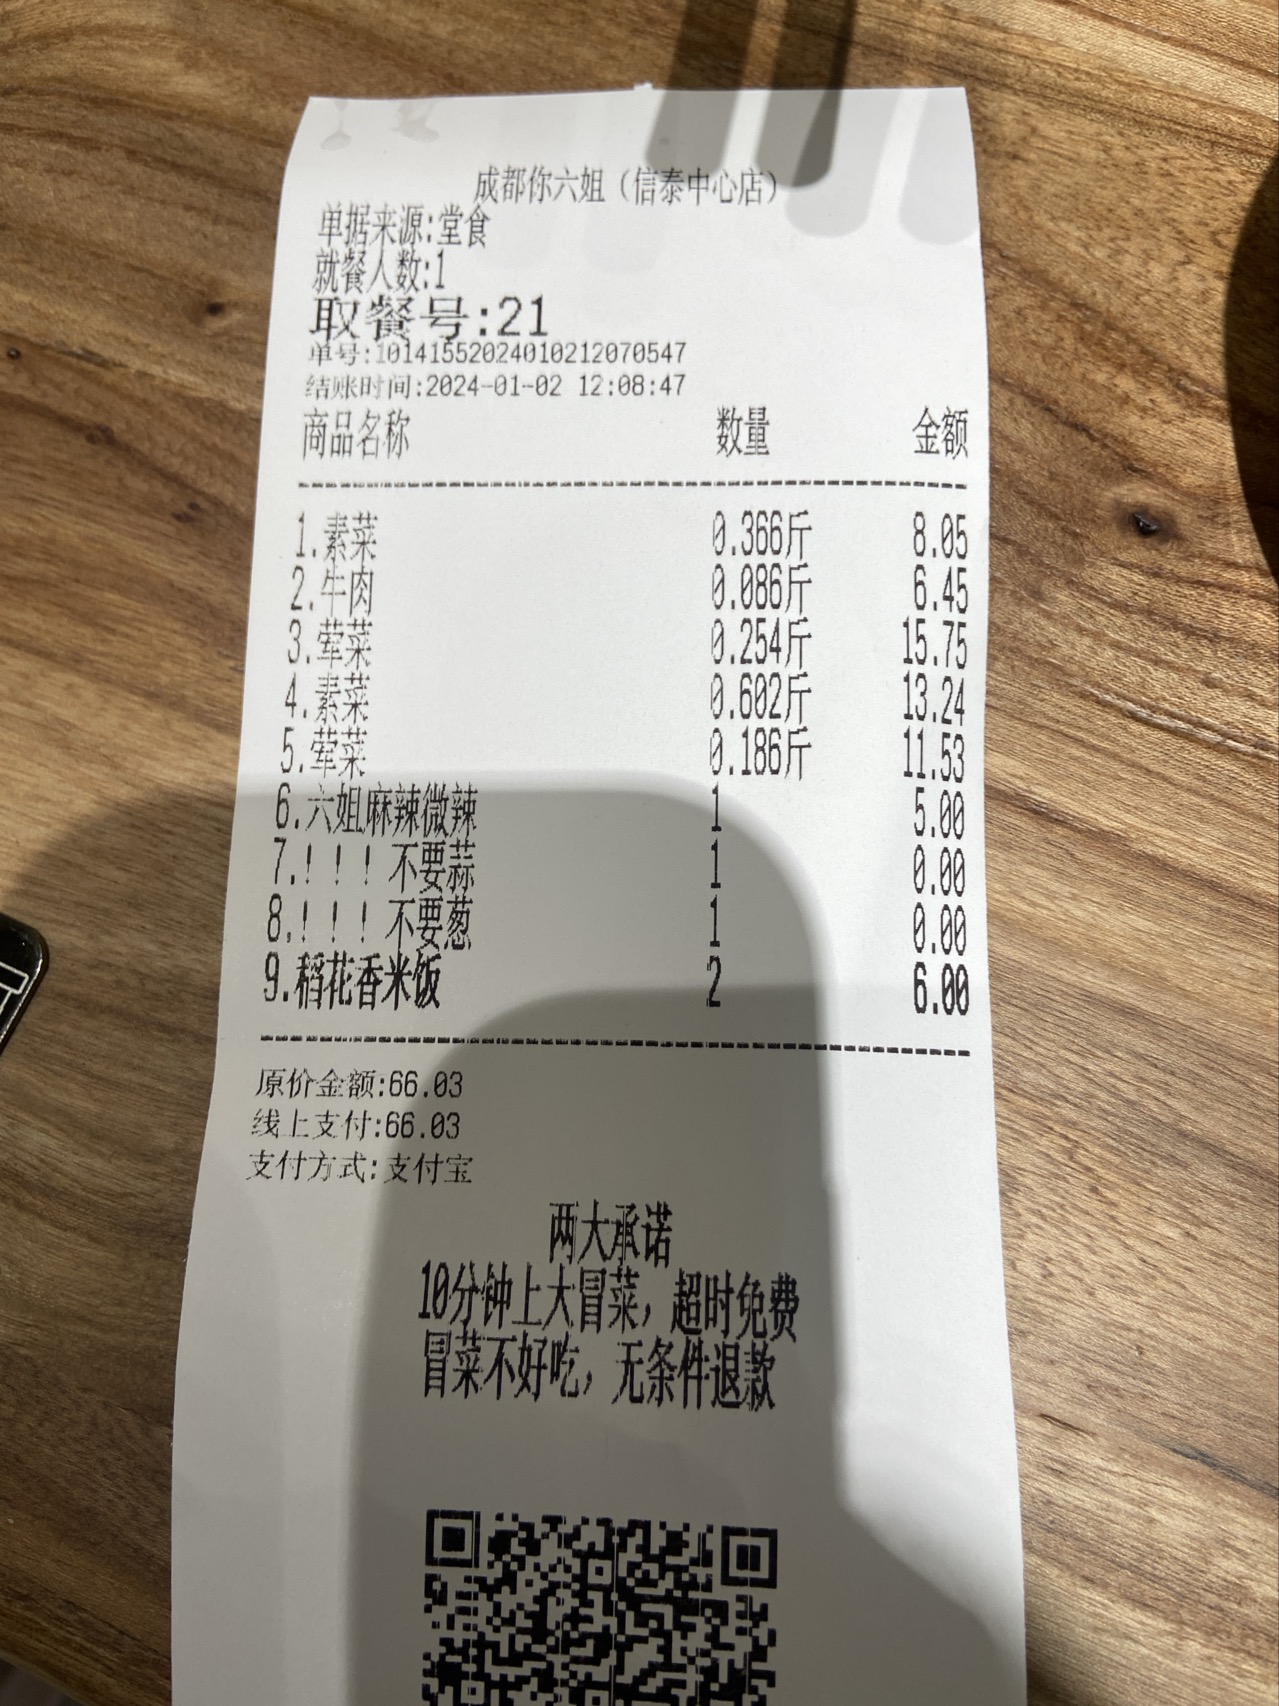 成都你六姐（信泰中心店）
单据来源:堂食
就餐人数:1
取餐号:21
单号:10141552024010212070547
结账时间:2024-01-02 12:08:47
商品名称 数量 金额
1.素菜 0.366斤 8.05
2.牛肉 0.086斤 6.45
3.荤菜 0.254斤 15.75
4.素菜 0.602斤 13.24
5.荤菜 0.186斤 11.53
6.六姐麻辣微辣 1 5.00
7.！！！不要蒜 1 0.00
8.！！！不要葱 1 0.00
9.稻花香米饭 2 6.00
原价金额:66.03
线上支付:66.03
支付方式:支付宝
两大承诺
10分钟上大冒菜，超时免费
冒菜不好吃，无条件退款